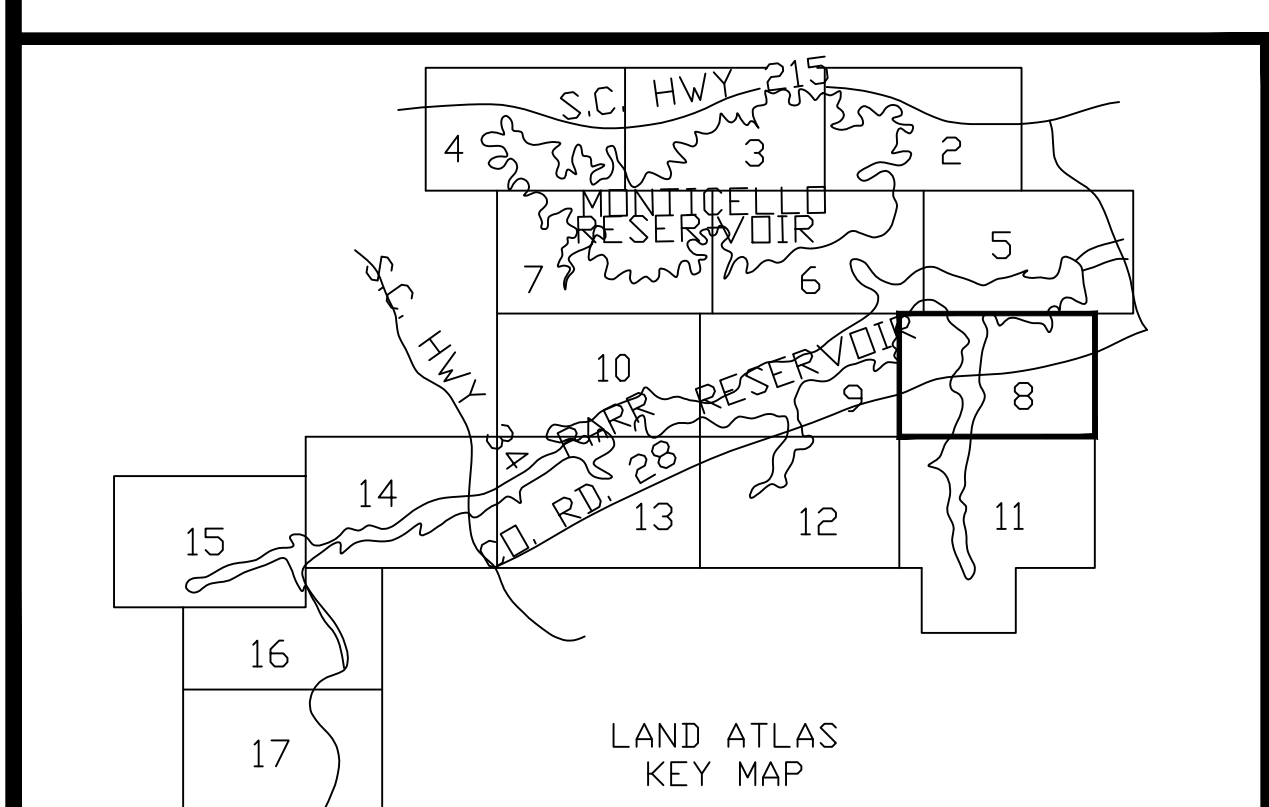 S.C. HWY 215
4
3
2
MONTICELLO
RESERVOIR
5
7
6
S.C. HWY 34
10
PARR RESERVOIR
9
8
CO. RD. 28
14
13
12
11
15
16
17
LAND ATLAS
KEY MAP